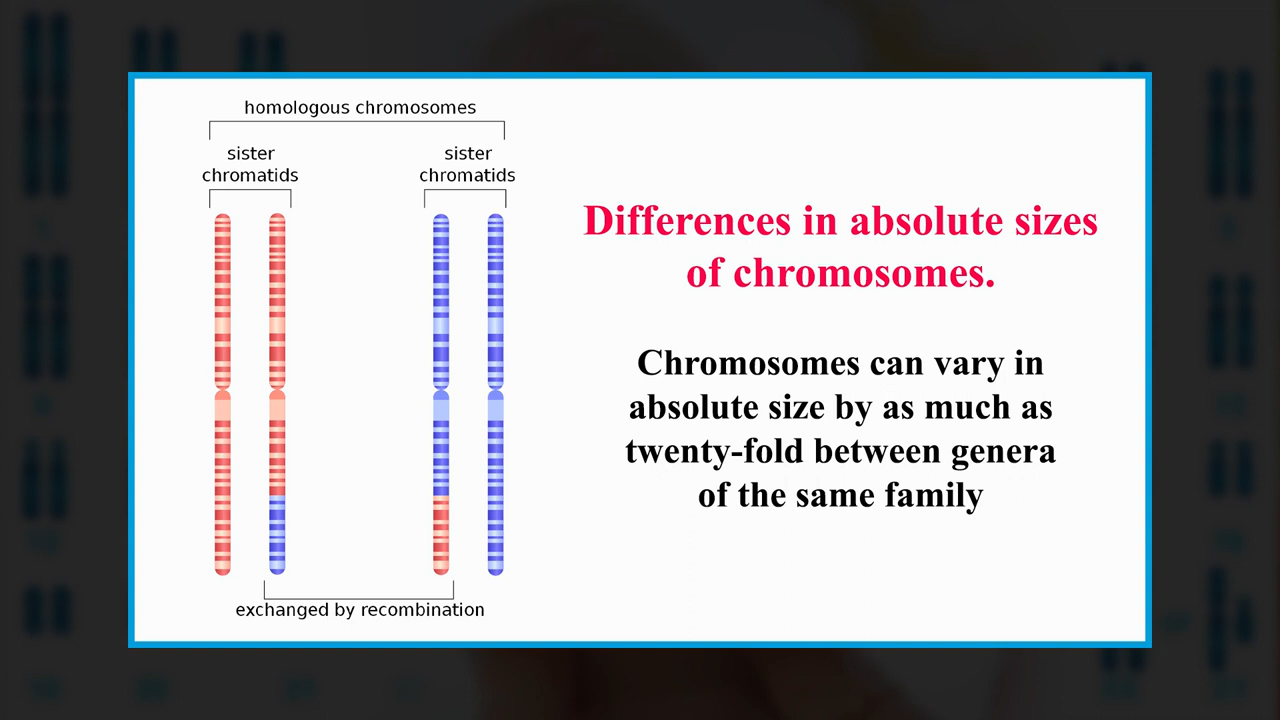 homologous chromosomes
sister
chromatids
sister
chromatids
exchanged by recombination
Differences in absolute sizes
of chromosomes.
Chromosomes can vary in
absolute size by as much as
twenty-fold between genera
of the same family